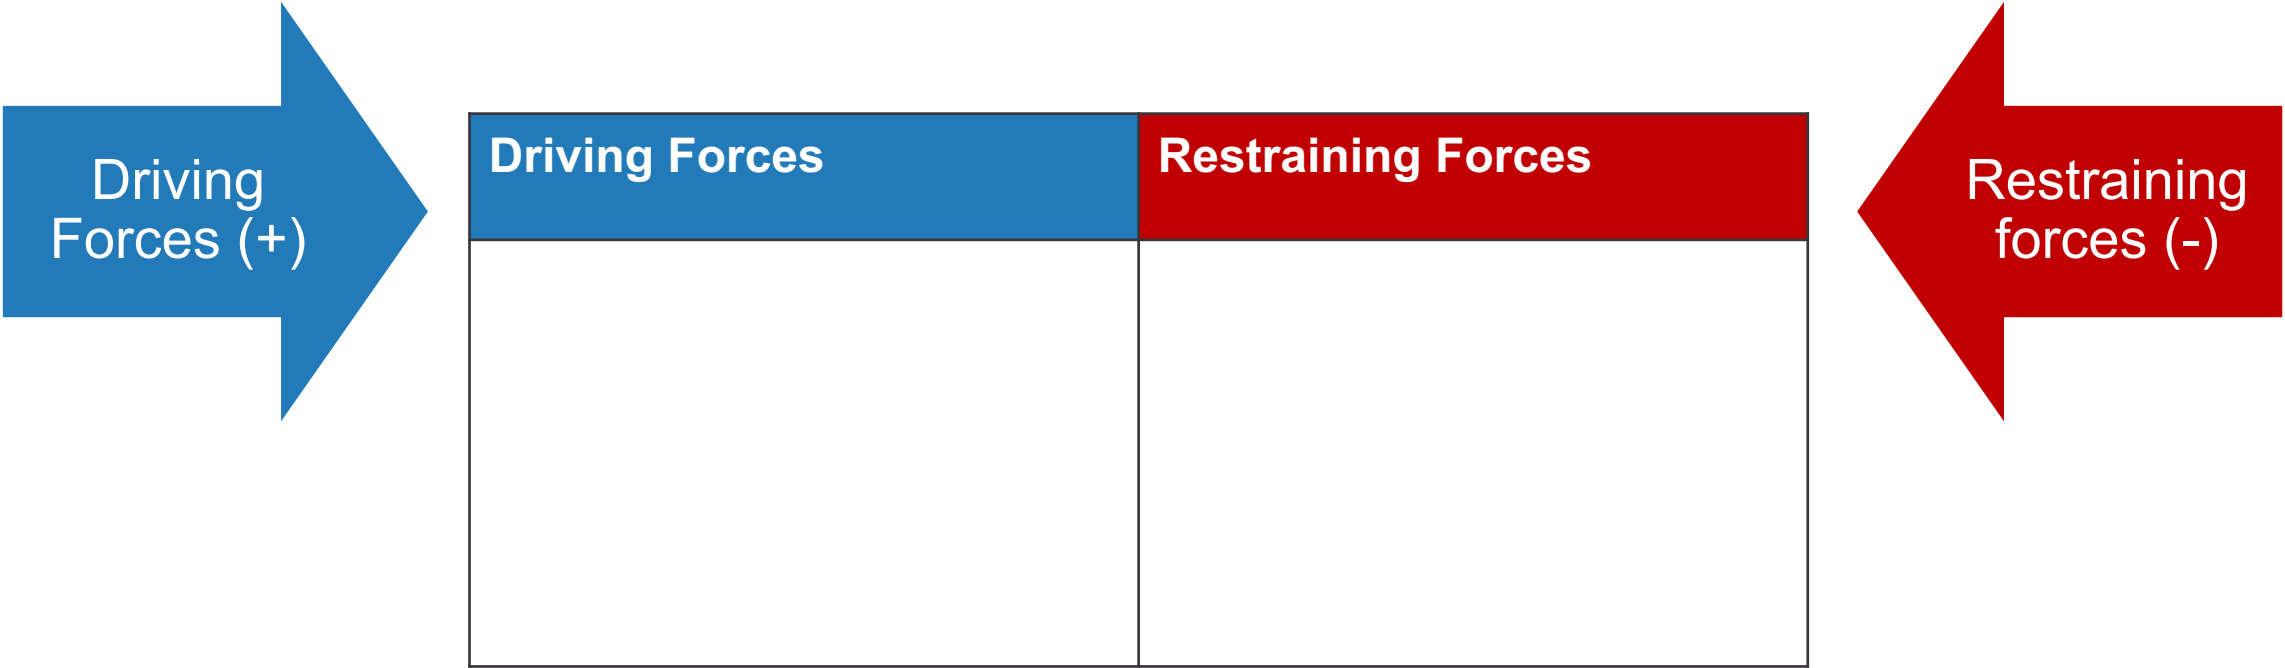 Driving
Forces (+)
Driving Forces
Restraining Forces
Restraining
forces (-)